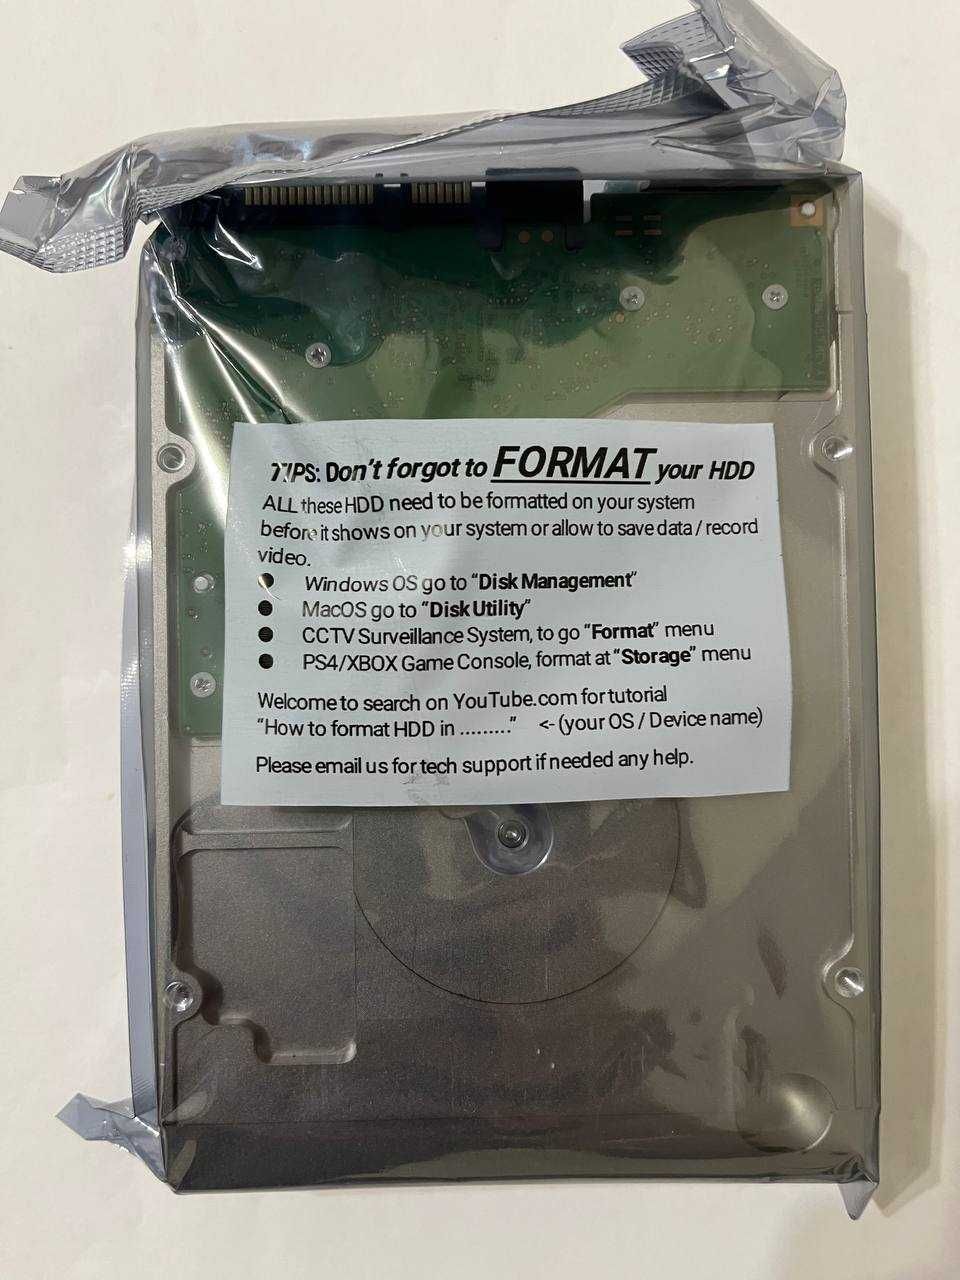 TIPS: Don't forgot to FORMAT your HDD
ALL these HDD need to be formatted on your system
before it shows on your system or allow to save data / record
video.
● Windows OS go to “Disk Management”
● MacOS go to “Disk Utility”
● CCTV Surveillance System, to go “Format” menu
● PS4/XBOX Game Console, format at “Storage” menu
Welcome to search on YouTube.com for tutorial
“How to format HDD in .........” <- (your OS / Device name)
Please email us for tech support if needed any help.